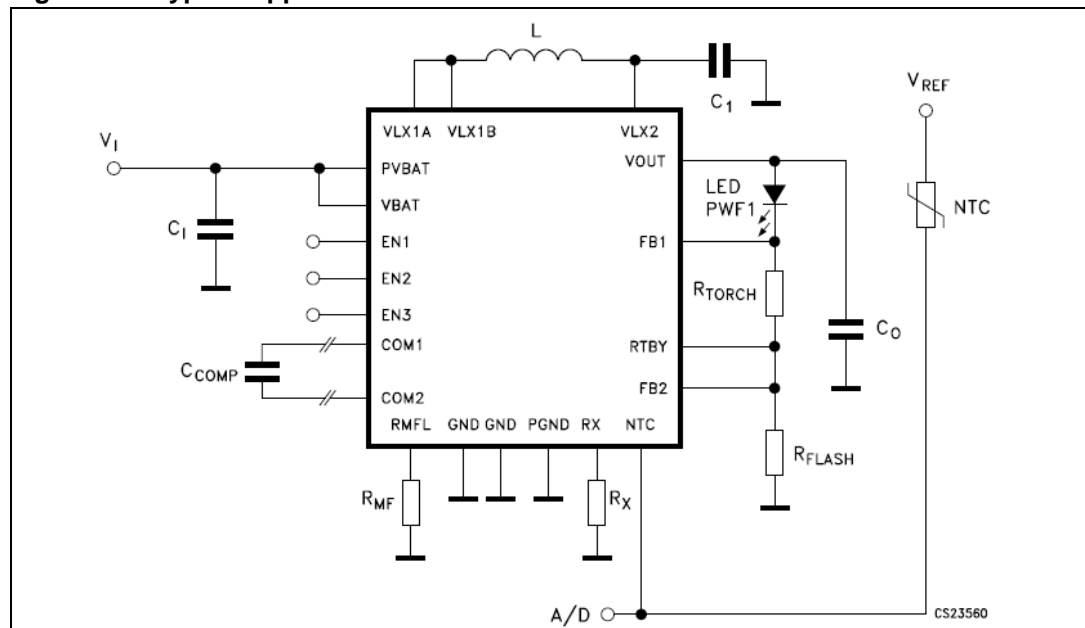 L
C1
VREF
VLX1A VLX1B VLX2
VI
PVBAT
VOUT
LED
PWF1
NTC
VBAT
CI
EN1
FB1
EN2
RTORCH
EN3
CO
COM1
RTBY
CCOMP
FB2
COM2
RMFL GND GND PGND RX NTC
RFLASH
RMF
RX
A/D
CS23560